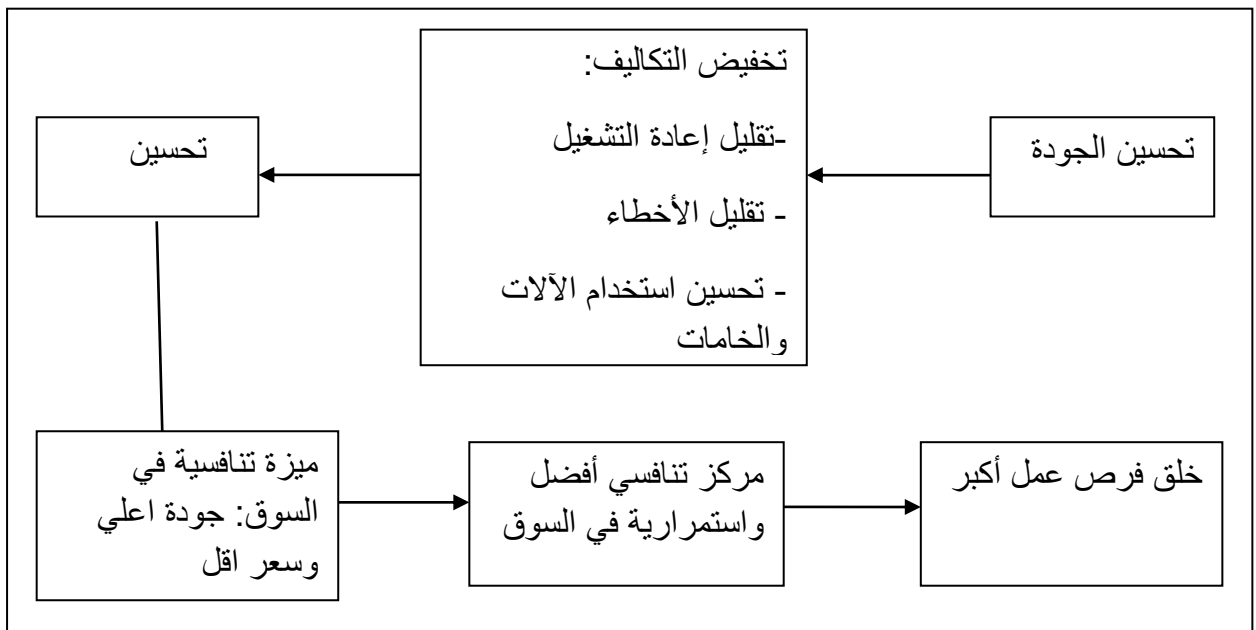 تحسين الجودة
تخفيض التكاليف:
-تقليل إعادة التشغيل
- تقليل الأخطاء
- تحسين استخدام الآلات
والخامات
تحسين
ميزة تنافسية في
السوق: جودة اعلي
وسعر اقل
مركز تنافسي أفضل
واستمرارية في السوق
خلق فرص عمل أكبر